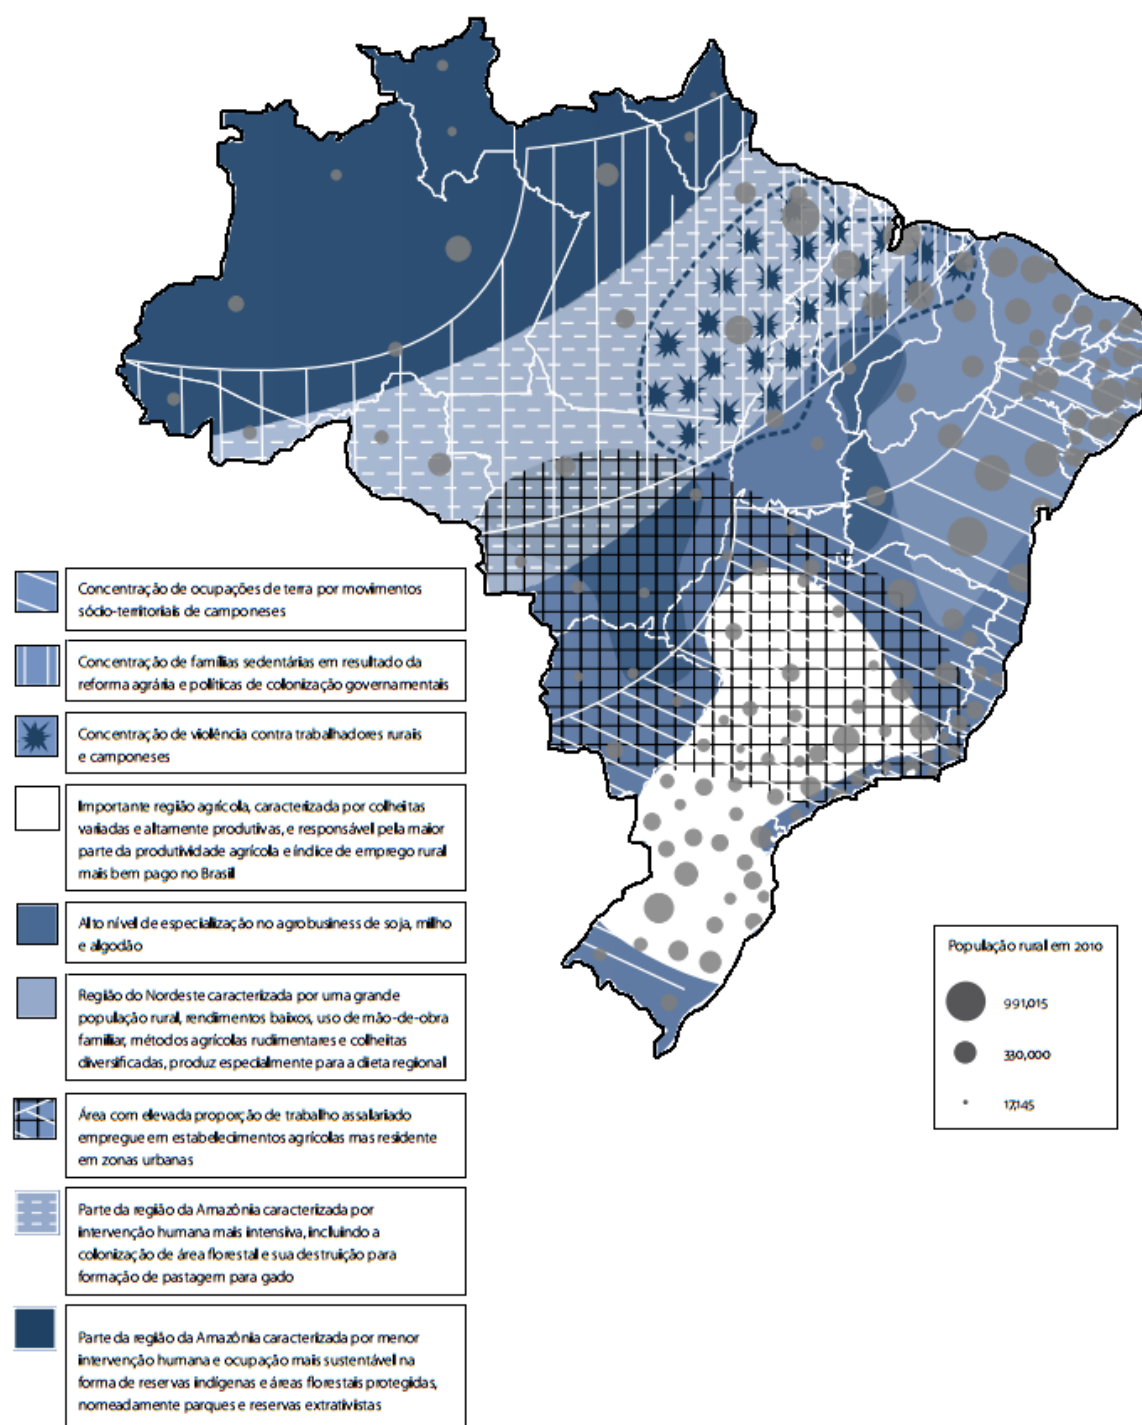 Concentração de ocupações de terra por movimentos
sócio-territoriais de camponeses
Concentração de famílias sedentárias em resultado da
reforma agrária e políticas de colonização governamentais
Concentração de violência contra trabalhadores rurais
e camponeses
Importante região agrícola, caracterizada por colheitas
variadas e altamente produtivas, e responsável pela maior
parte da produtividade agrícola e índice de emprego rural
mais bem pago no Brasil
Alto nível de especialização no agrobusiness de soja, milho
e algodão
Região do Nordeste caracterizada por uma grande
população rural, rendimentos baixos, uso de mão-de-obra
familiar, métodos agrícolas rudimentares e colheitas
diversificadas, produz especialmente para a dieta regional
Área com elevada proporção de trabalho assalariado
empregue em estabelecimentos agrícolas mas residente
em zonas urbanas
Parte da região da Amazônia caracterizada por
intervenção humana mais intensiva, incluindo a
colonização de área florestal e sua destruição para
formação de pastagem para gado
Parte da região da Amazônia caracterizada por menor
intervenção humana e ocupação mais sustentável na
forma de reservas indígenas e áreas florestais protegidas,
nomeadamente parques e reservas extrativistas
População rural em 2010
991,015
330,000
17,145